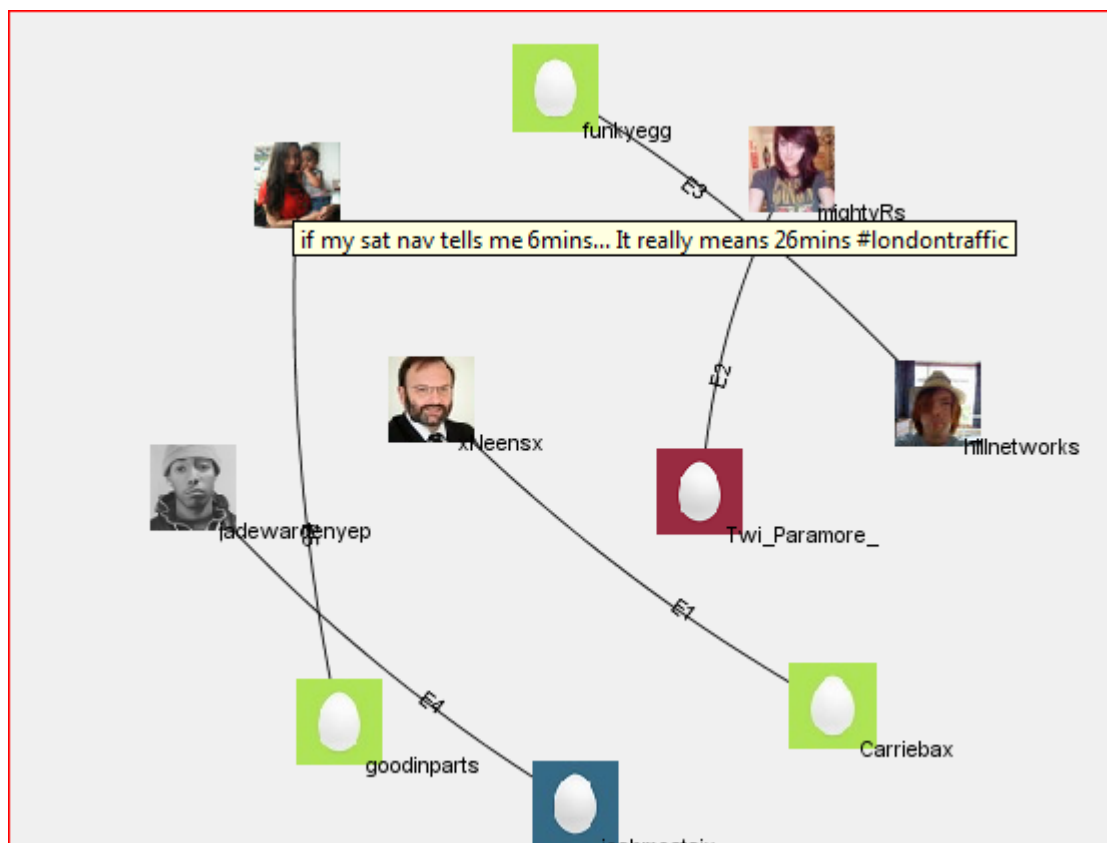 funkyegg
E3
mightyRs
if my sat nav tells me 6mins... It really means 26mins #londontraffic
E2
xNeensx
hillnetworks
jadewardenyep
Twi_Paramore_
E1
E4
Carriebax
goodinparts